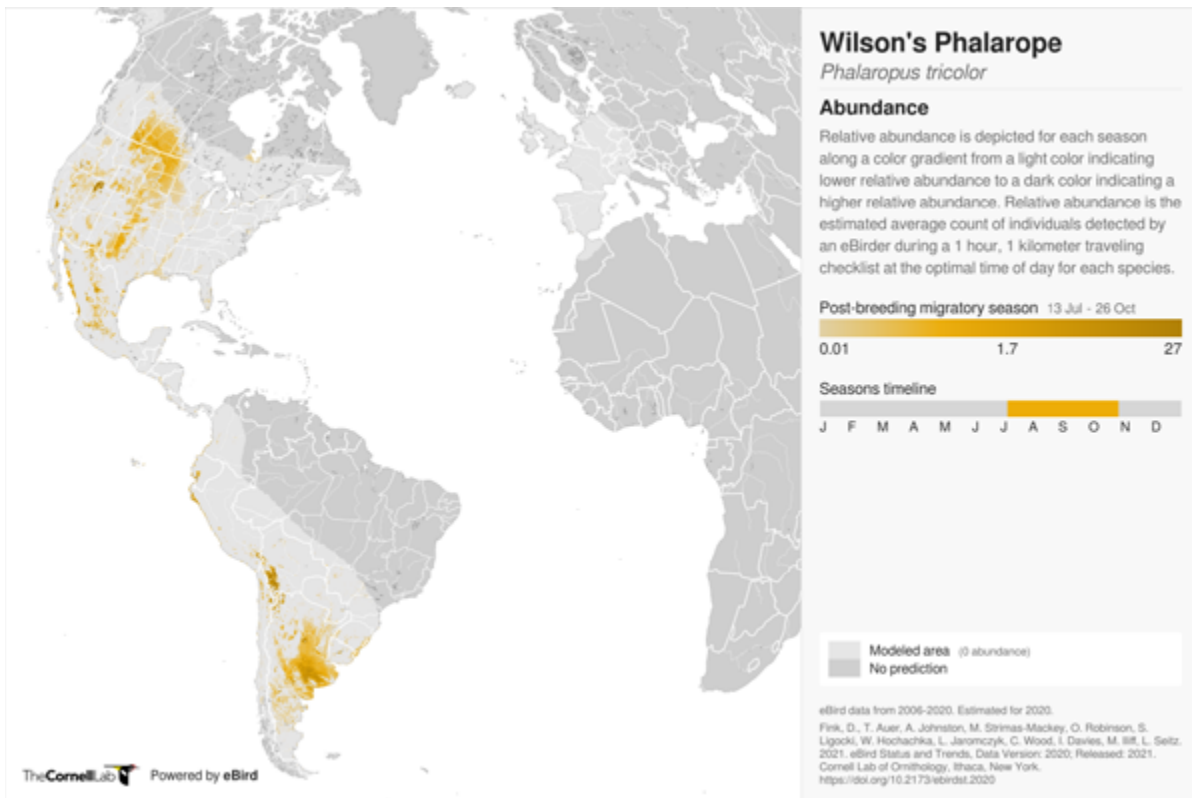 Wilson's Phalarope
Phalaropus tricolor
Abundance
Relative abundance is depicted for each season
along a color gradient from a light color indicating
lower relative abundance to a dark color indicating a
higher relative abundance. Relative abundance is the
estimated average count of individuals detected by
an eBirder during a 1 hour, 1 kilometer traveling
checklist at the optimal time of day for each species.
Post-breeding migratory season 13 Jul - 26 Oct
0.01 1.7 27
Seasons timeline
J F M A M J J A S O N D
Modeled area (0 abundance)
No prediction
eBird data from 2006-2020. Estimated for 2020.
Fink, D., T. Auer, A. Johnston, M. Strimas-Mackey, O. Robinson, S.
Ligocki, W. Hochachka, L. Jaromczyk, C. Wood, I. Davies, M. Iliff, L. Seitz.
2021. eBird Status and Trends, Data Version: 2020; Released: 2021.
Cornell Lab of Ornithology, Ithaca, New York.
https://doi.org/10.2173/ebirdst.2020
TheCornellLab Powered by eBird